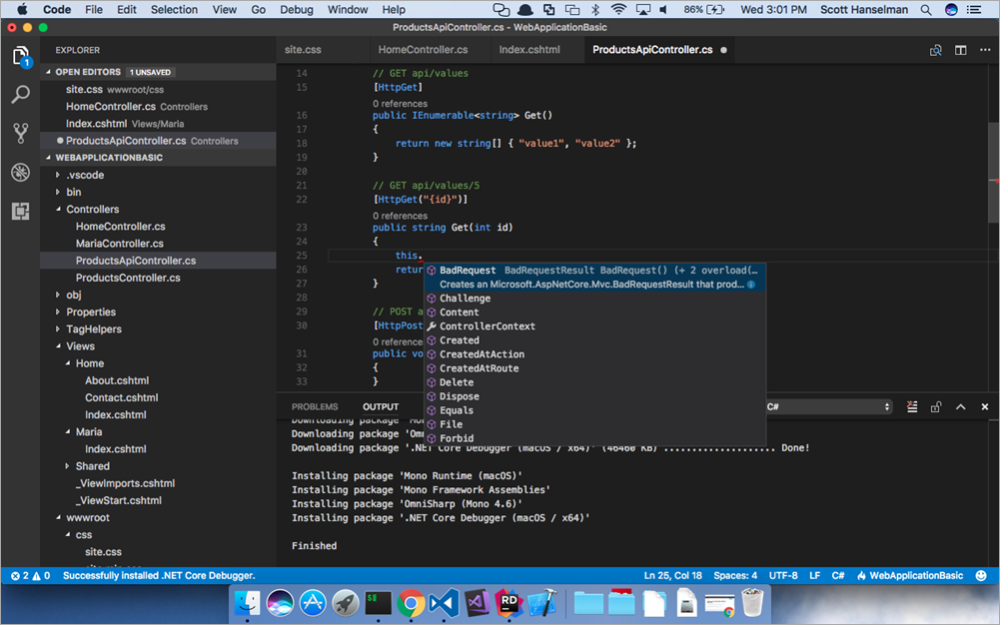 Code File Edit Selection View Go Debug Window Help 86% Wed 3:01 PM Scott Hanselman
ProductsApiController.cs - WebApplicationBasic
EXPLORER
site.css HomeController.cs Index.cshtml ProductsApiController.cs
1
OPEN EDITORS 1 UNSAVED
site.css wwwroot/css
HomeController.cs Controllers
Index.cshtml Views/Maria
ProductsApiController.cs Controllers
WEBAPPLICATIONBASIC
.vscode
bin
Controllers
HomeController.cs
MariaController.cs
ProductsApiController.cs
ProductsController.cs
obj
Properties
TagHelpers
Views
Home
About.cshtml
Contact.cshtml
Index.cshtml
Maria
Index.cshtml
Shared
_ViewImports.cshtml
_ViewStart.cshtml
wwwroot
css
site.css
14 // GET api/values
15 [HttpGet]
0 references
16 public IEnumerable<string> Get()
17 {
18 return new string[] { "value1", "value2" };
19 }
20
21 // GET api/values/5
22 [HttpGet("{id}")]
0 references
23 public string Get(int id)
24 {
25 this.
26 retur
27 }
28
29 // POST a
30 [HttpPost
0 references
31 public vo
32 {
33 }
BadRequest BadRequestResult BadRequest() (+ 2 overload(…
Creates an Microsoft.AspNetCore.Mvc.BadRequestResult that prod...
Challenge
Content
ControllerContext
Created
CreatedAtAction
CreatedAtRoute
Delete
Dispose
Equals
File
Forbid
PROBLEMS OUTPUT C#
Downloading package 'Mo
Downloading package 'Om
Downloading package '.NET Core Debugger (macOS / x64)' (46460 KB) .................... Done!
Installing package 'Mono Runtime (macOS)'
Installing package 'Mono Framework Assemblies'
Installing package 'OmniSharp (Mono 4.6)'
Installing package '.NET Core Debugger (macOS / x64)'
Finished
2 0 Successfully installed .NET Core Debugger. Ln 25, Col 18 Spaces: 4 UTF-8 LF C# WebApplicationBasic
$$ RD